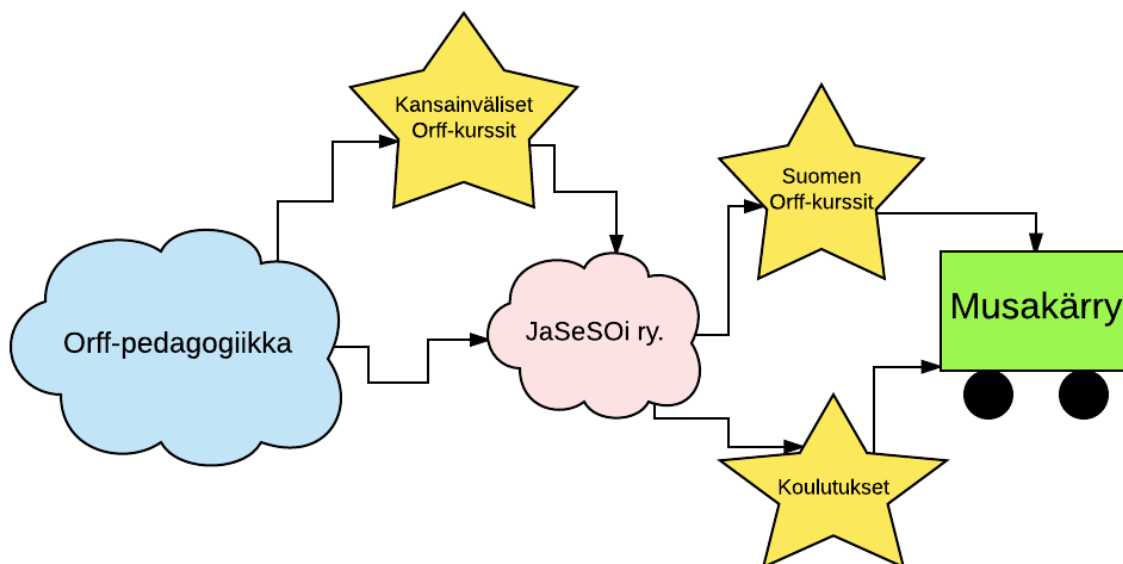 Kansainväliset
Orff-kurssit
Suomen
Orff-kurssit
Orff-pedagogiikka
JaSeSOi ry.
Musakärry
Koulutukset